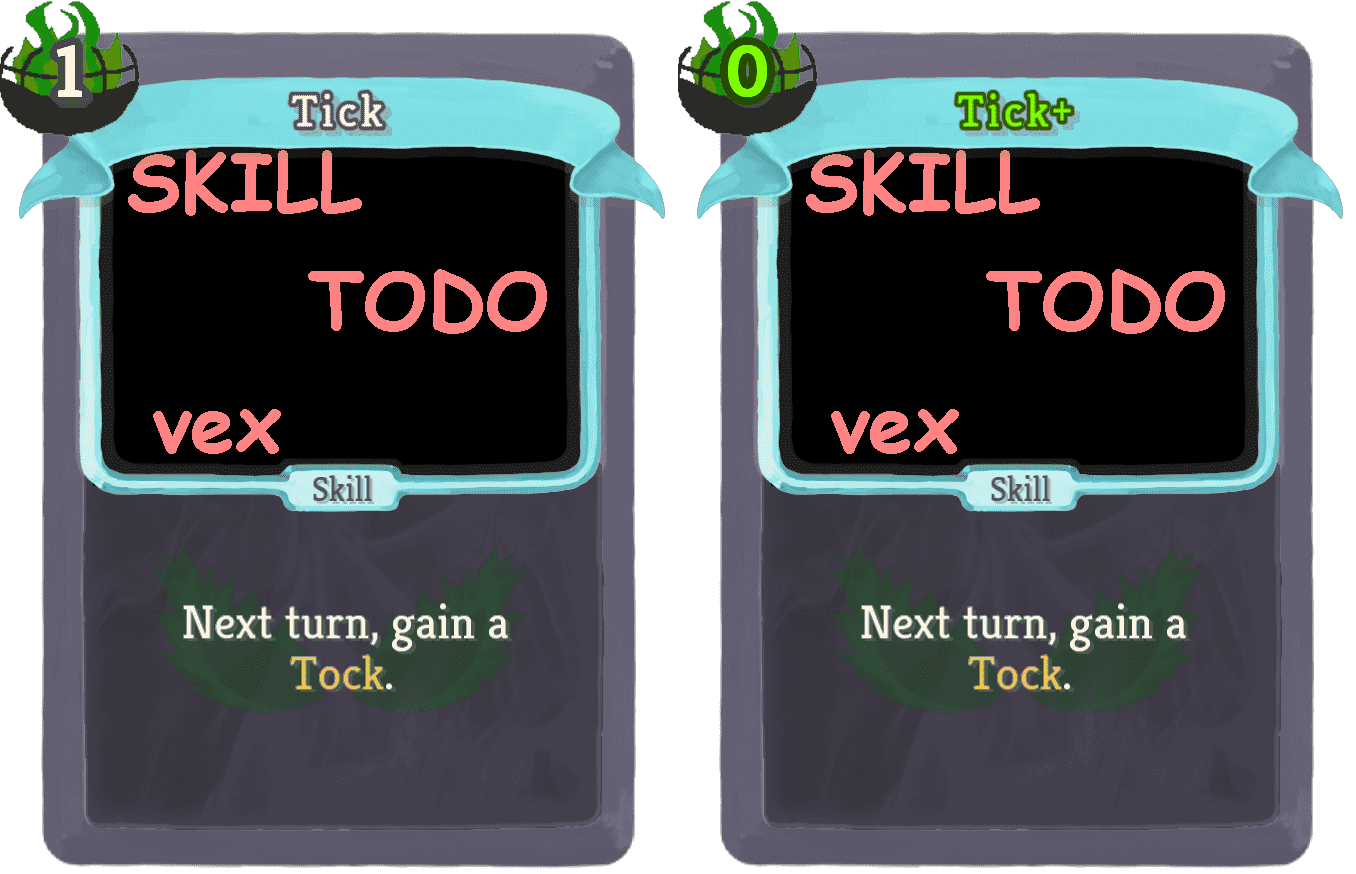 1
Tick
SKILL
TODO
vex
Skill
Next turn, gain a
Tock.
0
Tick+
SKILL
TODO
vex
Skill
Next turn, gain a
Tock.